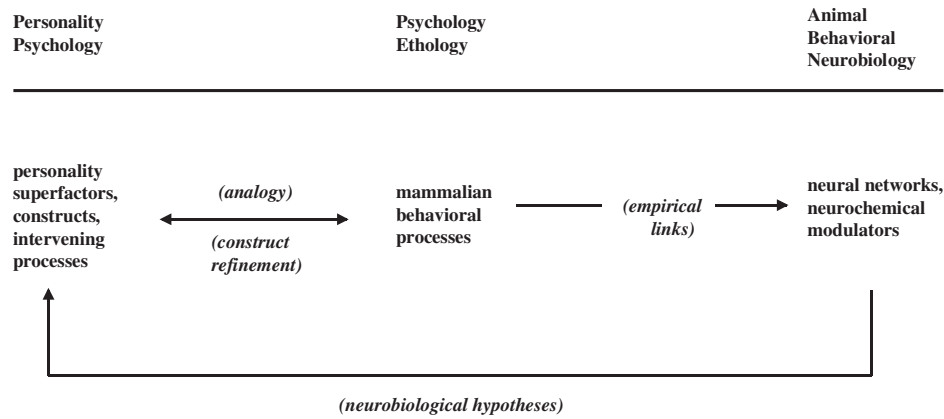 Personality
Psychology
Psychology
Ethology
Animal
Behavioral
Neurobiology
personality
superfactors,
constructs,
intervening
processes
(analogy)
(construct
refinement)
mammalian
behavioral
processes
(empirical
links)
neural networks,
neurochemical
modulators
(neurobiological hypotheses)